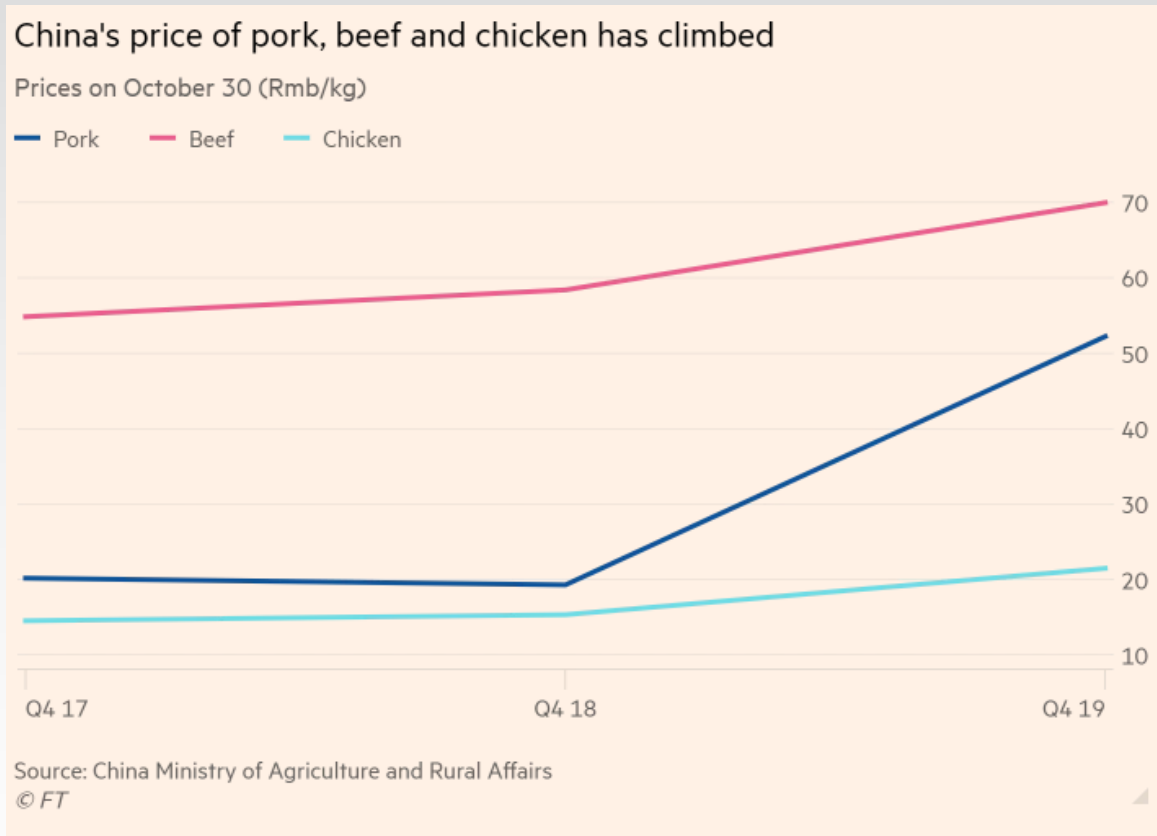 China's price of pork, beef and chicken has climbed
Prices on October 30 (Rmb/kg)
Pork Beef Chicken
70
60
50
40
30
20
10
Q4 17 Q4 18 Q4 19
Source: China Ministry of Agriculture and Rural Affairs
© FT